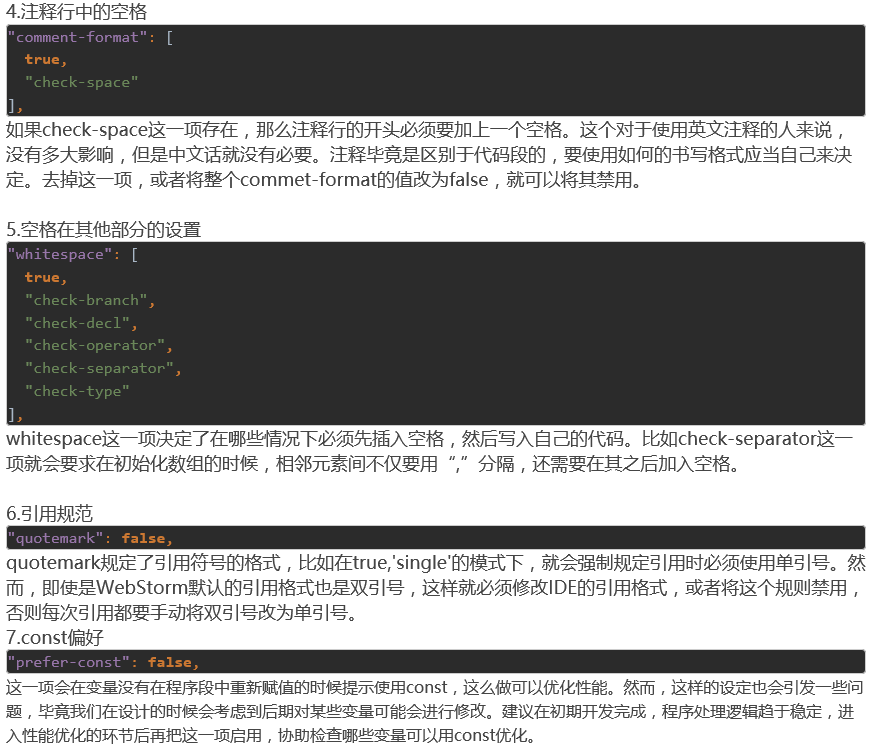 4.注释行中的空格
"comment-format": [
  true,
  "check-space"
],
如果check-space这一项存在，那么注释行的开头必须要加上一个空格。这个对于使用英文注释的人来说，
没有多大影响，但是中文话就没有必要。注释毕竟是区别于代码段的，要使用如何的书写格式应当自己来决
定。去掉这一项，或者将整个commet-format的值改为false，就可以将其禁用。
5.空格在其他部分的设置
"whitespace": [
  true,
  "check-branch",
  "check-decl",
  "check-operator",
  "check-separator",
  "check-type"
],
whitespace这一项决定了在哪些情况下必须先插入空格，然后写入自己的代码。比如check-separator这一
项就会要求在初始化数组的时候，相邻元素间不仅要用“,”分隔，还需要在其之后加入空格。
6.引用规范
"quotemark": false,
quotemark规定了引用符号的格式，比如在true,'single'的模式下，就会强制规定引用时必须使用单引号。然
而，即使是WebStorm默认的引用格式也是双引号，这样就必须修改IDE的引用格式，或者将这个规则禁用，
否则每次引用都要手动将双引号改为单引号。
7.const偏好
"prefer-const": false,
这一项会在变量没有在程序段中重新赋值的时候提示使用const，这么做可以优化性能。然而，这样的设定也会引发一些问
题，毕竟我们在设计的时候会考虑到后期对某些变量可能会进行修改。建议在初期开发完成，程序处理逻辑趋于稳定，进
入性能优化的环节后再把这一项启用，协助检查哪些变量可以用const优化。